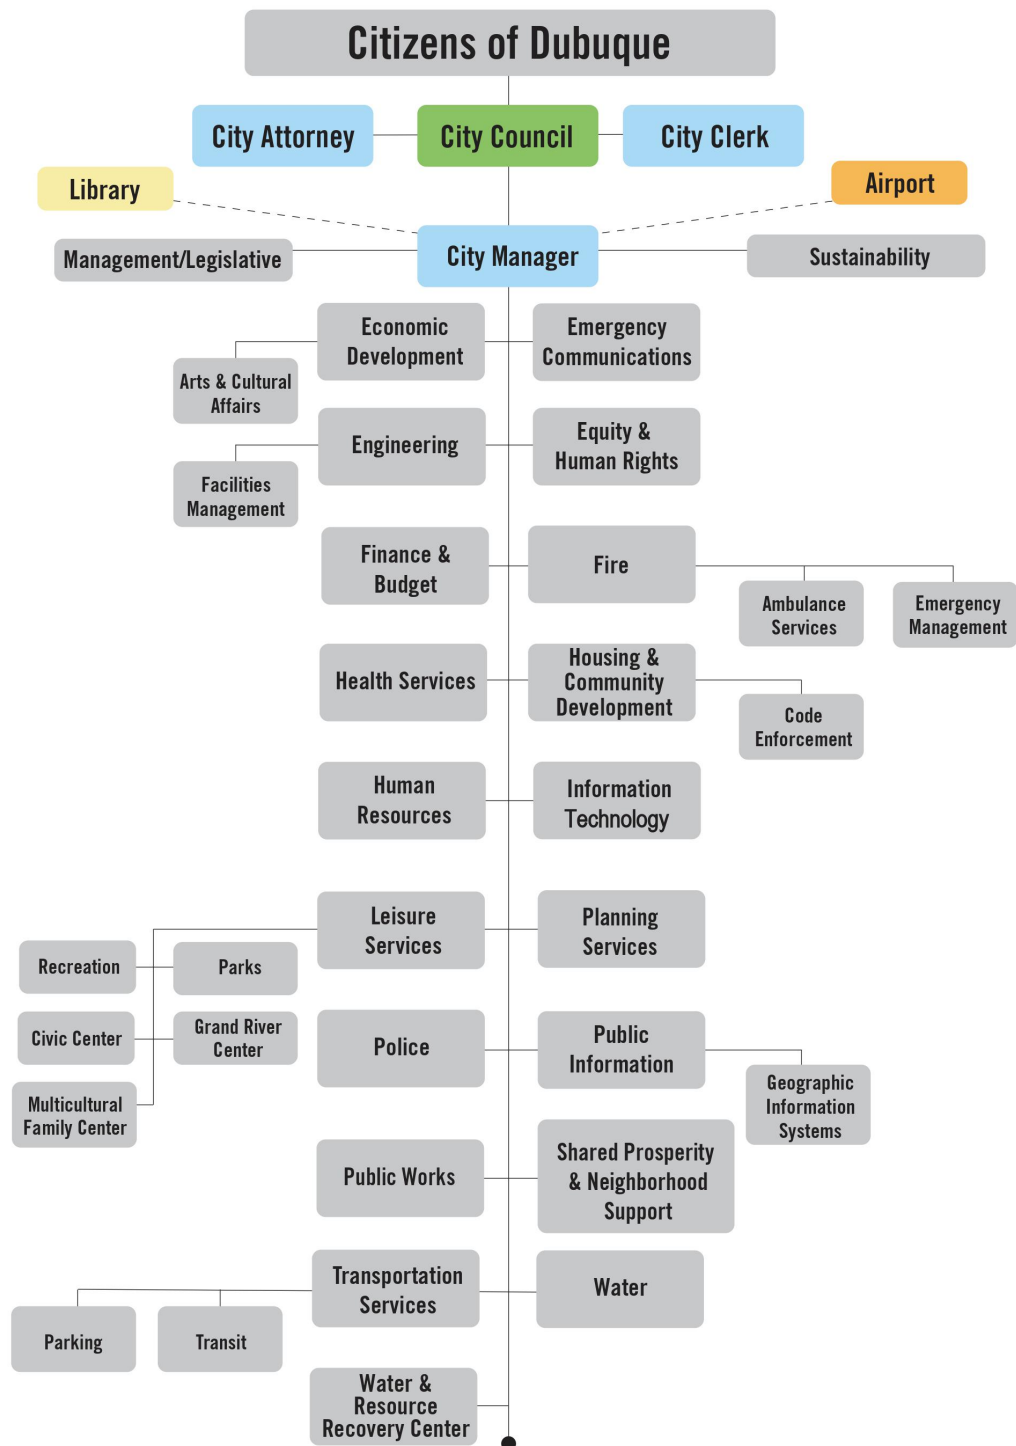 Citizens of Dubuque
City Attorney
City Council
City Clerk
Library
Airport
Management/Legislative
City Manager
Sustainability
Economic
Development
Emergency
Communications
Arts & Cultural
Affairs
Engineering
Equity &
Human Rights
Facilities
Management
Finance &
Budget
Fire
Ambulance
Services
Emergency
Management
Health Services
Housing &
Community
Development
Code
Enforcement
Human
Resources
Information
Technology
Leisure
Services
Planning
Services
Recreation
Parks
Civic Center
Grand River
Center
Multicultural
Family Center
Police
Public
Information
Geographic
Information
Systems
Public Works
Shared Prosperity
& Neighborhood
Support
Transportation
Services
Water
Parking
Transit
Water &
Resource
Recovery Center